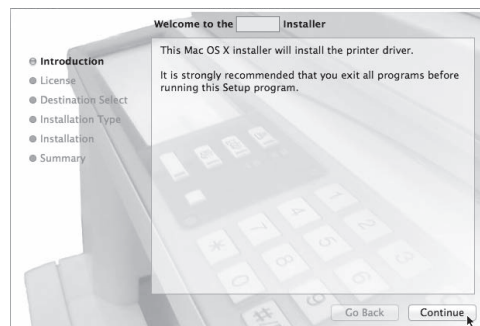 Welcome to the Installer
Introduction
License
Destination Select
Installation Type
Installation
Summary
This Mac OS X installer will install the printer driver.
It is strongly recommended that you exit all programs before
running this Setup program.
Go Back
Continue